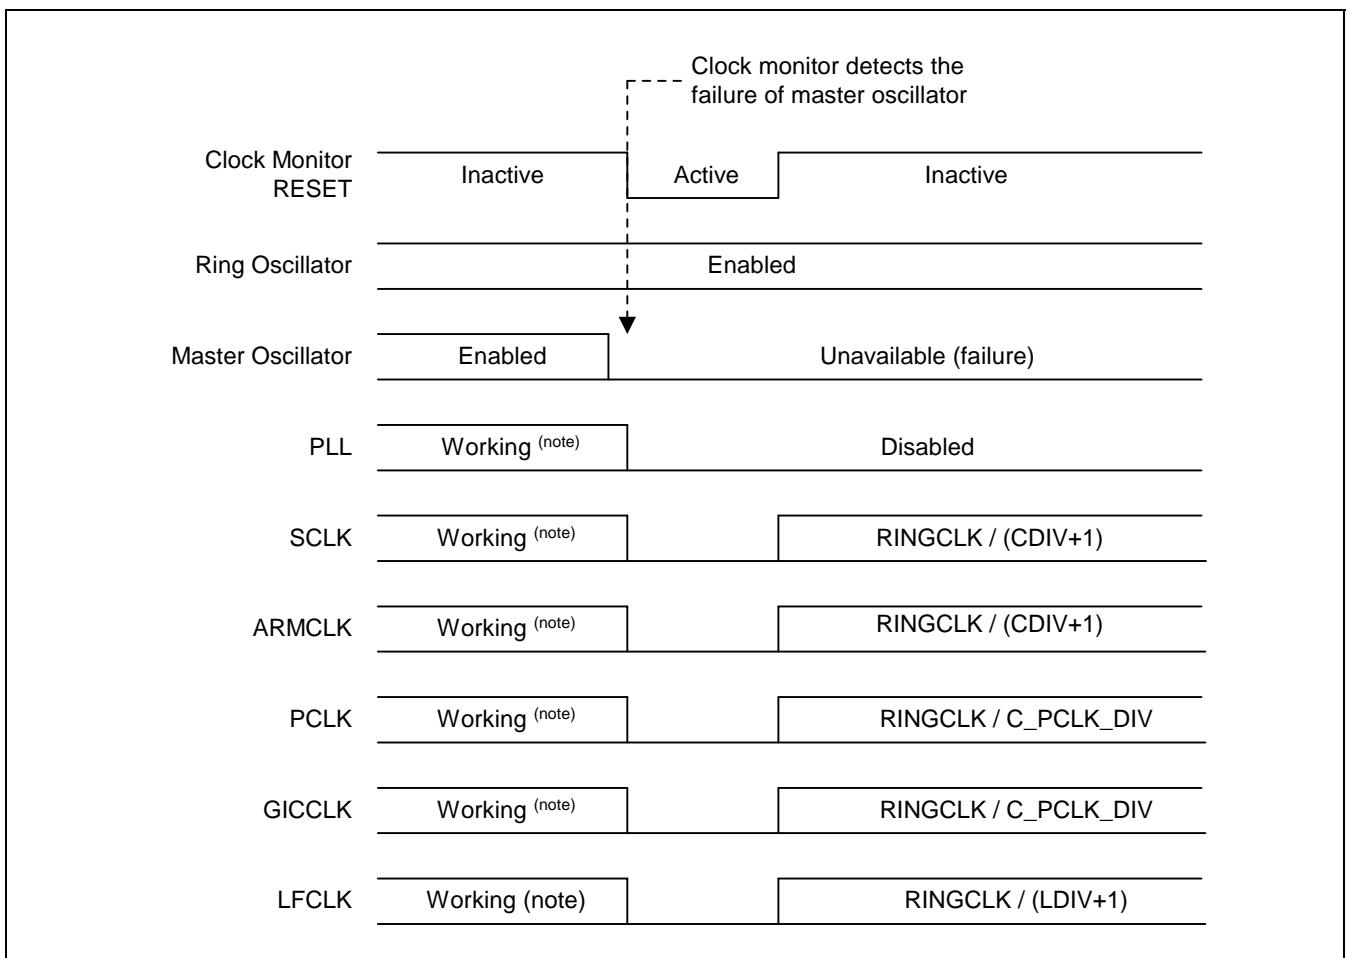 Clock monitor detects the
failure of master oscillator
Clock Monitor
RESET
Inactive
Active
Inactive
Ring Oscillator
Enabled
Master Oscillator
Enabled
Unavailable (failure)
PLL
Working (note)
Disabled
SCLK
Working (note)
RINGCLK / (CDIV+1)
ARMCLK
Working (note)
RINGCLK / (CDIV+1)
PCLK
Working (note)
RINGCLK / C_PCLK_DIV
GICCLK
Working (note)
RINGCLK / C_PCLK_DIV
LFCLK
Working (note)
RINGCLK / (LDIV+1)